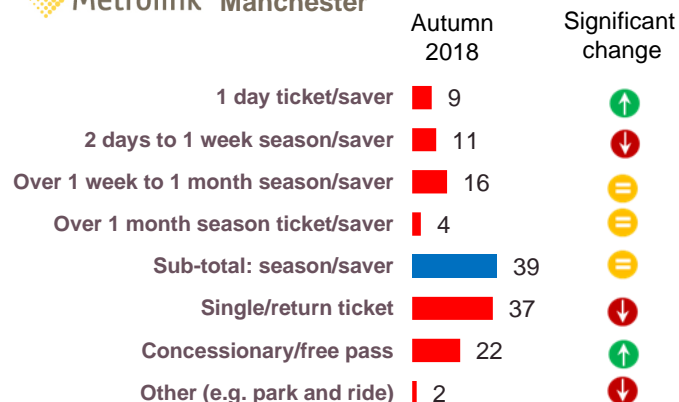 Metrolink Manchester
Autumn 2018
Significant change
1 day ticket/saver 9
2 days to 1 week season/saver 11
Over 1 week to 1 month season/saver 16
Over 1 month season ticket/saver 4
Sub-total: season/saver 39
Single/return ticket 37
Concessionary/free pass 22
Other (e.g. park and ride) 2